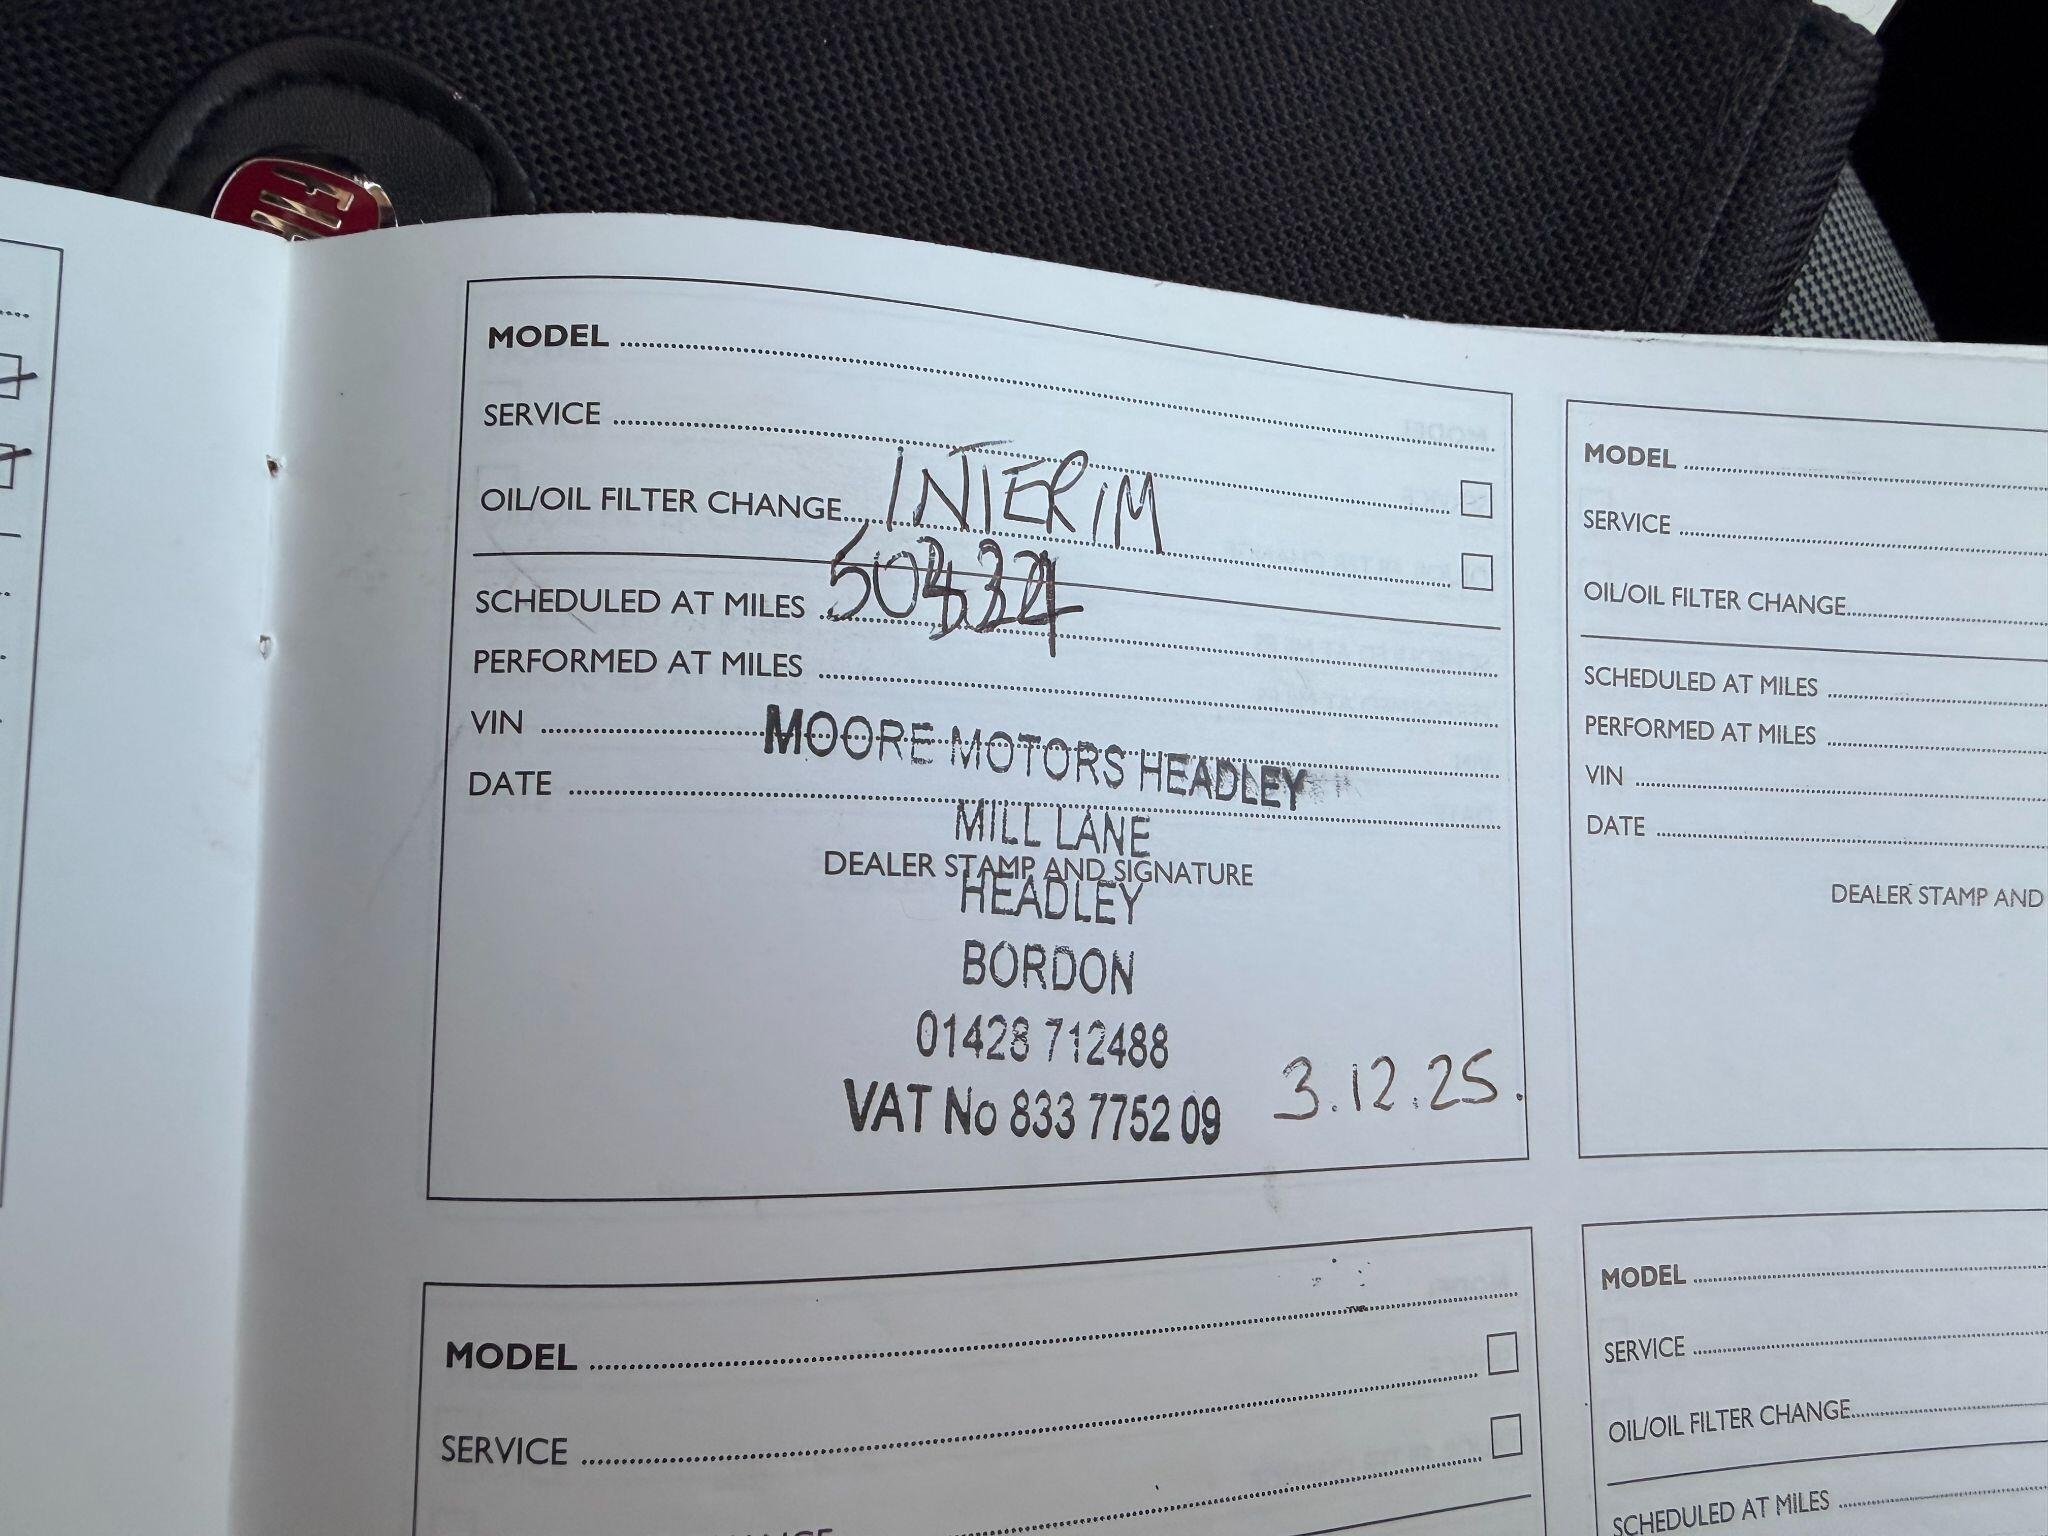 FIAT
MODEL
SERVICE
INTERIM
OIL/OIL FILTER CHANGE
SCHEDULED AT MILES
PERFORMED AT MILES
VIN
MOORE MOTORS HEADLEY
DATE
MILL LANE
DEALER STAMP AND SIGNATURE
HEADLEY
BORDON
01428 712488
VAT No 833 7752 09
3.12.25.
MODEL
SERVICE
OIL/OIL FILTER CHANGE
SCHEDULED AT MILES
PERFORMED AT MILES
VIN
DATE
DEALER STAMP AND
MODEL
SERVICE
MODEL
SERVICE
OIL/OIL FILTER CHANGE
SCHEDULED AT MILES